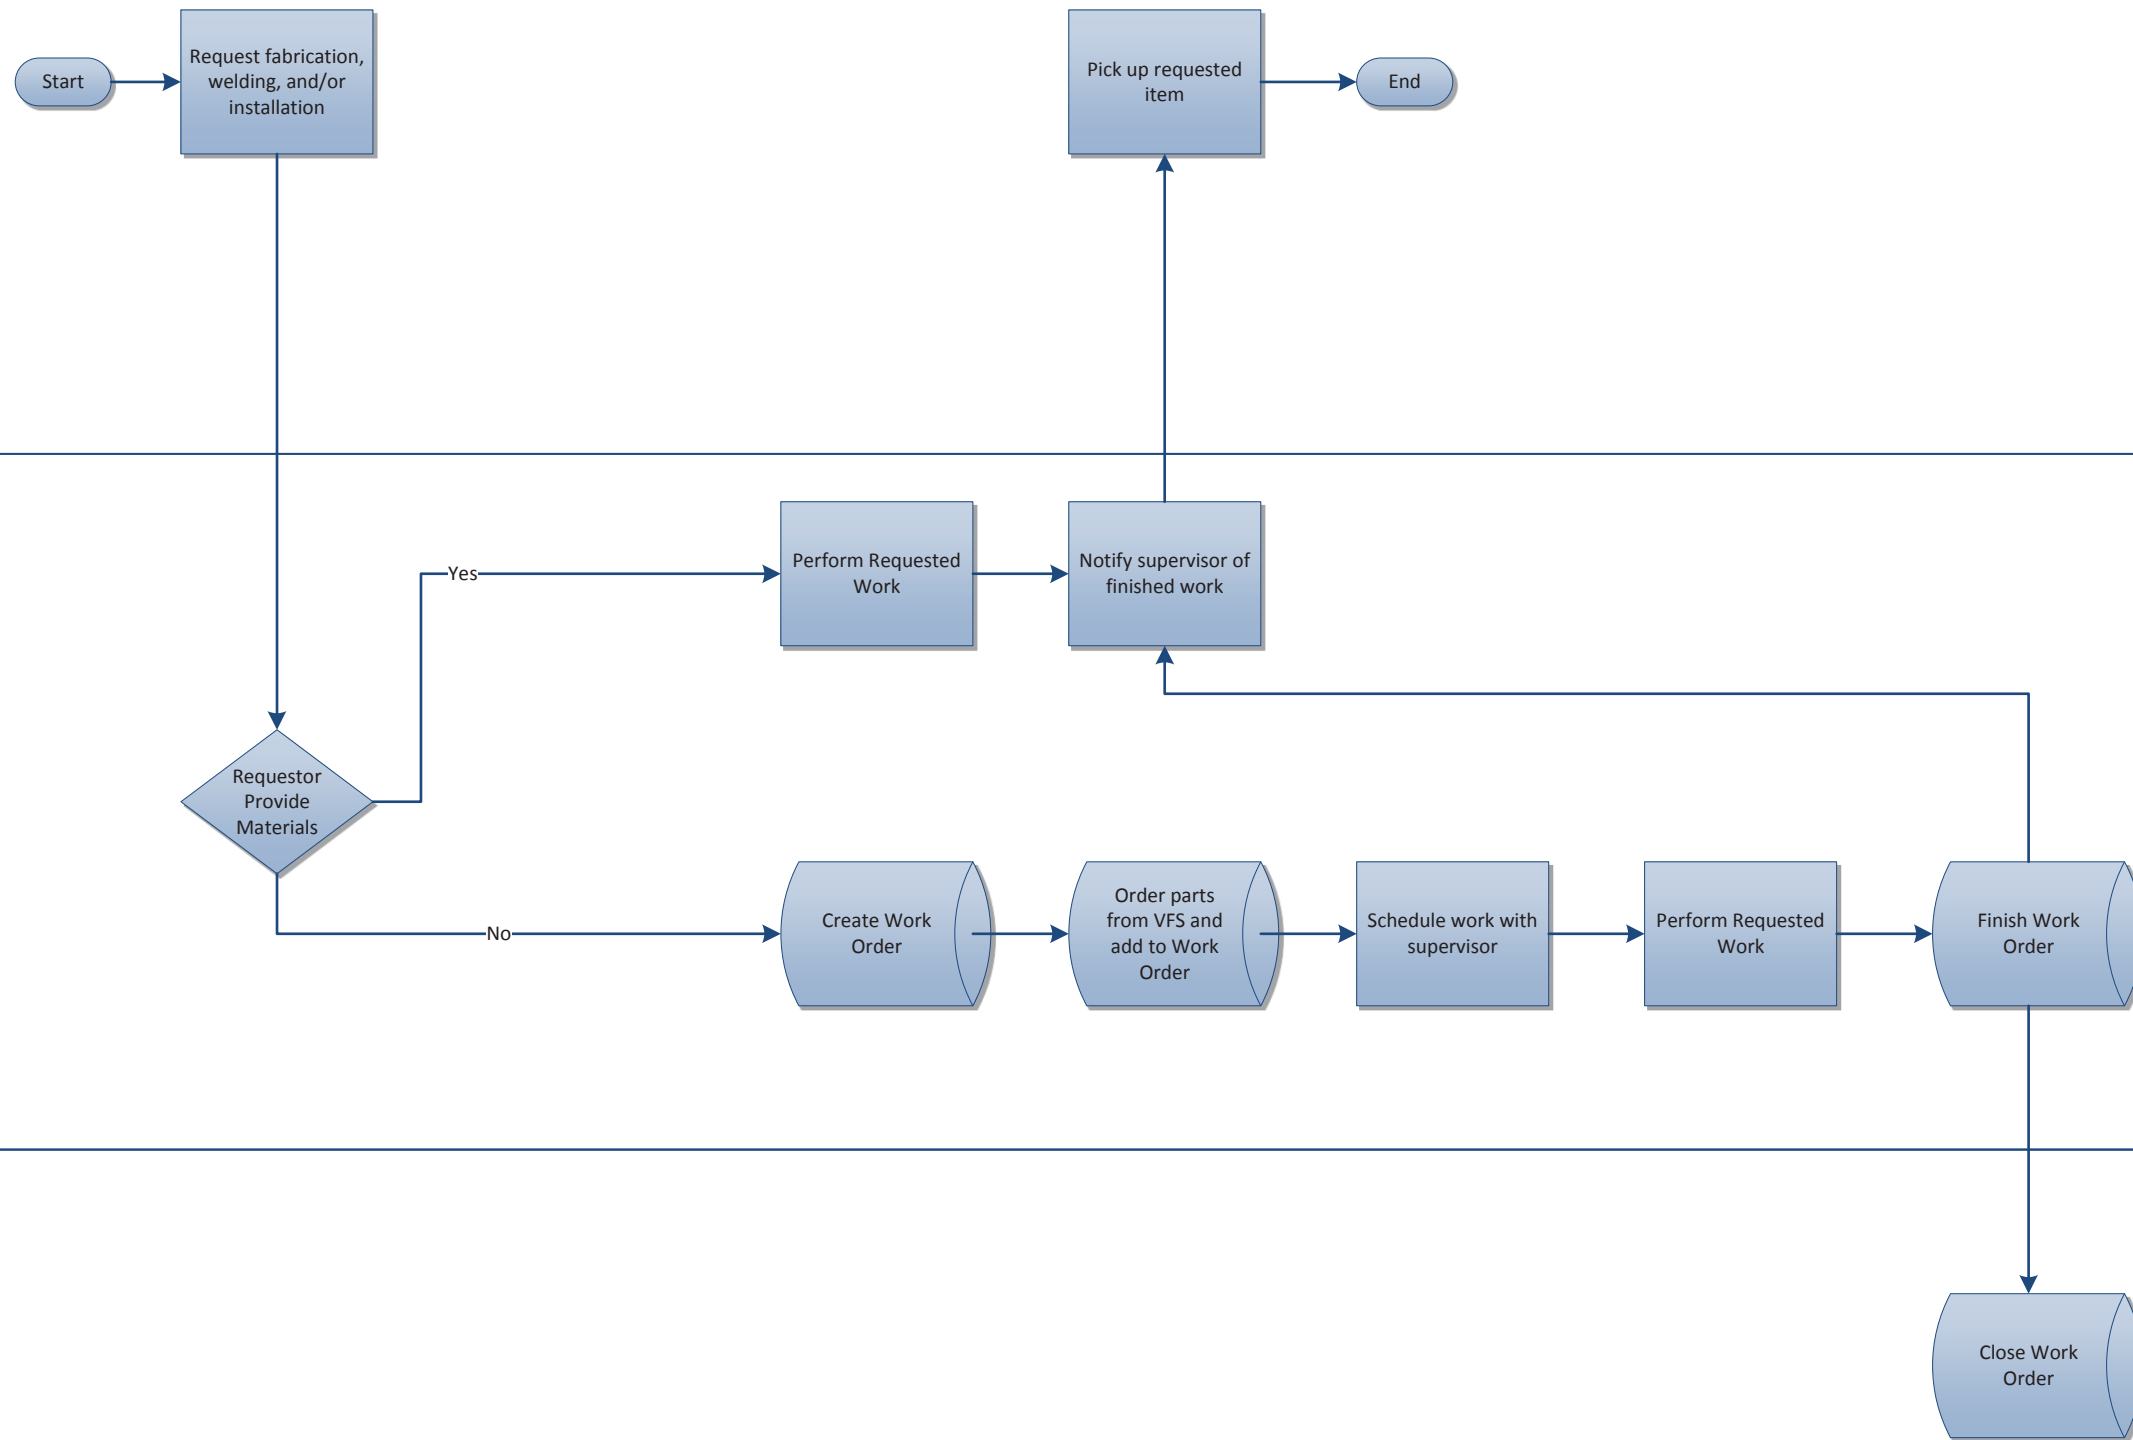 Start
Request fabrication,
welding, and/or
installation
Pick up requested
item
End
Yes
Perform Requested
Work
Notify supervisor of
finished work
Requestor
Provide
Materials
No
Create Work
Order
Order parts
from VFS and
add to Work
Order
Schedule work with
supervisor
Perform Requested
Work
Finish Work
Order
Close Work
Order